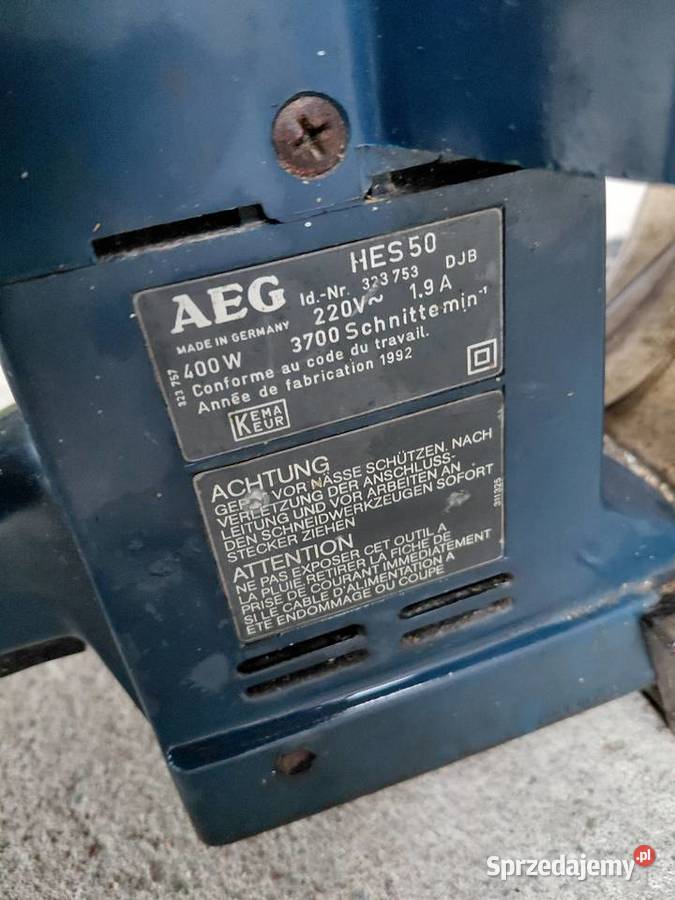 AEG HES 50
MADE IN GERMANY Id.-Nr. 323 753 DJB
220V~ 1.9 A
400 W 3700 Schnitte min-1
Conforme au code du travail.
Année de fabrication 1992
323 757
KEMA
KEUR
ACHTUNG
GERÄT VOR NÄSSE SCHÜTZEN, NACH
VERLETZUNG DER ANSCHLUSS-
LEITUNG UND VOR ARBEITEN AN
DEN SCHNEIDWERKZEUGEN SOFORT
STECKER ZIEHEN
311 325
ATTENTION
NE PAS EXPOSER CET OUTIL A
LA PLUIE RETIRER LA FICHE DE
PRISE DE COURANT IMMEDIATEMENT
SI LE CABLE D'ALIMENTATION A
ETE ENDOMMAGE OU COUPE
Sprzedajemy.pl